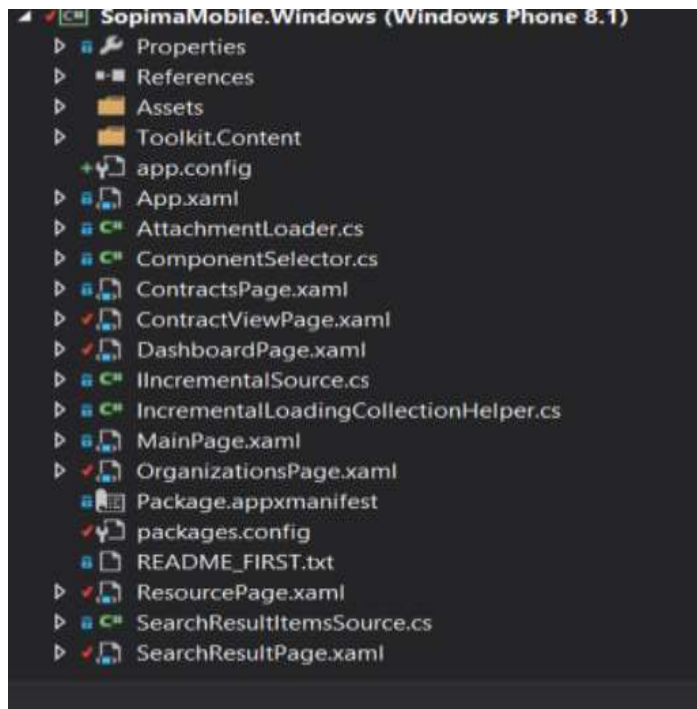 C# SopimaMobile.Windows (Windows Phone 8.1)
Properties
References
Assets
Toolkit.Content
app.config
App.xaml
C# AttachmentLoader.cs
C# ComponentSelector.cs
ContractsPage.xaml
ContractViewPage.xaml
DashboardPage.xaml
C# IIncrementalSource.cs
C# IncrementalLoadingCollectionHelper.cs
MainPage.xaml
OrganizationsPage.xaml
Package.appxmanifest
packages.config
README_FIRST.txt
ResourcePage.xaml
C# SearchResultItemsSource.cs
SearchResultPage.xaml